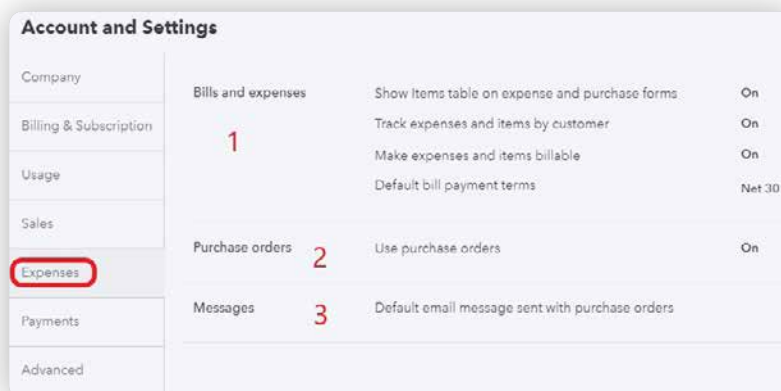 Account and Settings
Company
Billing & Subscription
Usage
Sales
Expenses
Payments
Advanced
Bills and expenses
1
Show Items table on expense and purchase forms On
Track expenses and items by customer On
Make expenses and items billable On
Default bill payment terms Net 30
Purchase orders 2 Use purchase orders On
Messages 3 Default email message sent with purchase orders